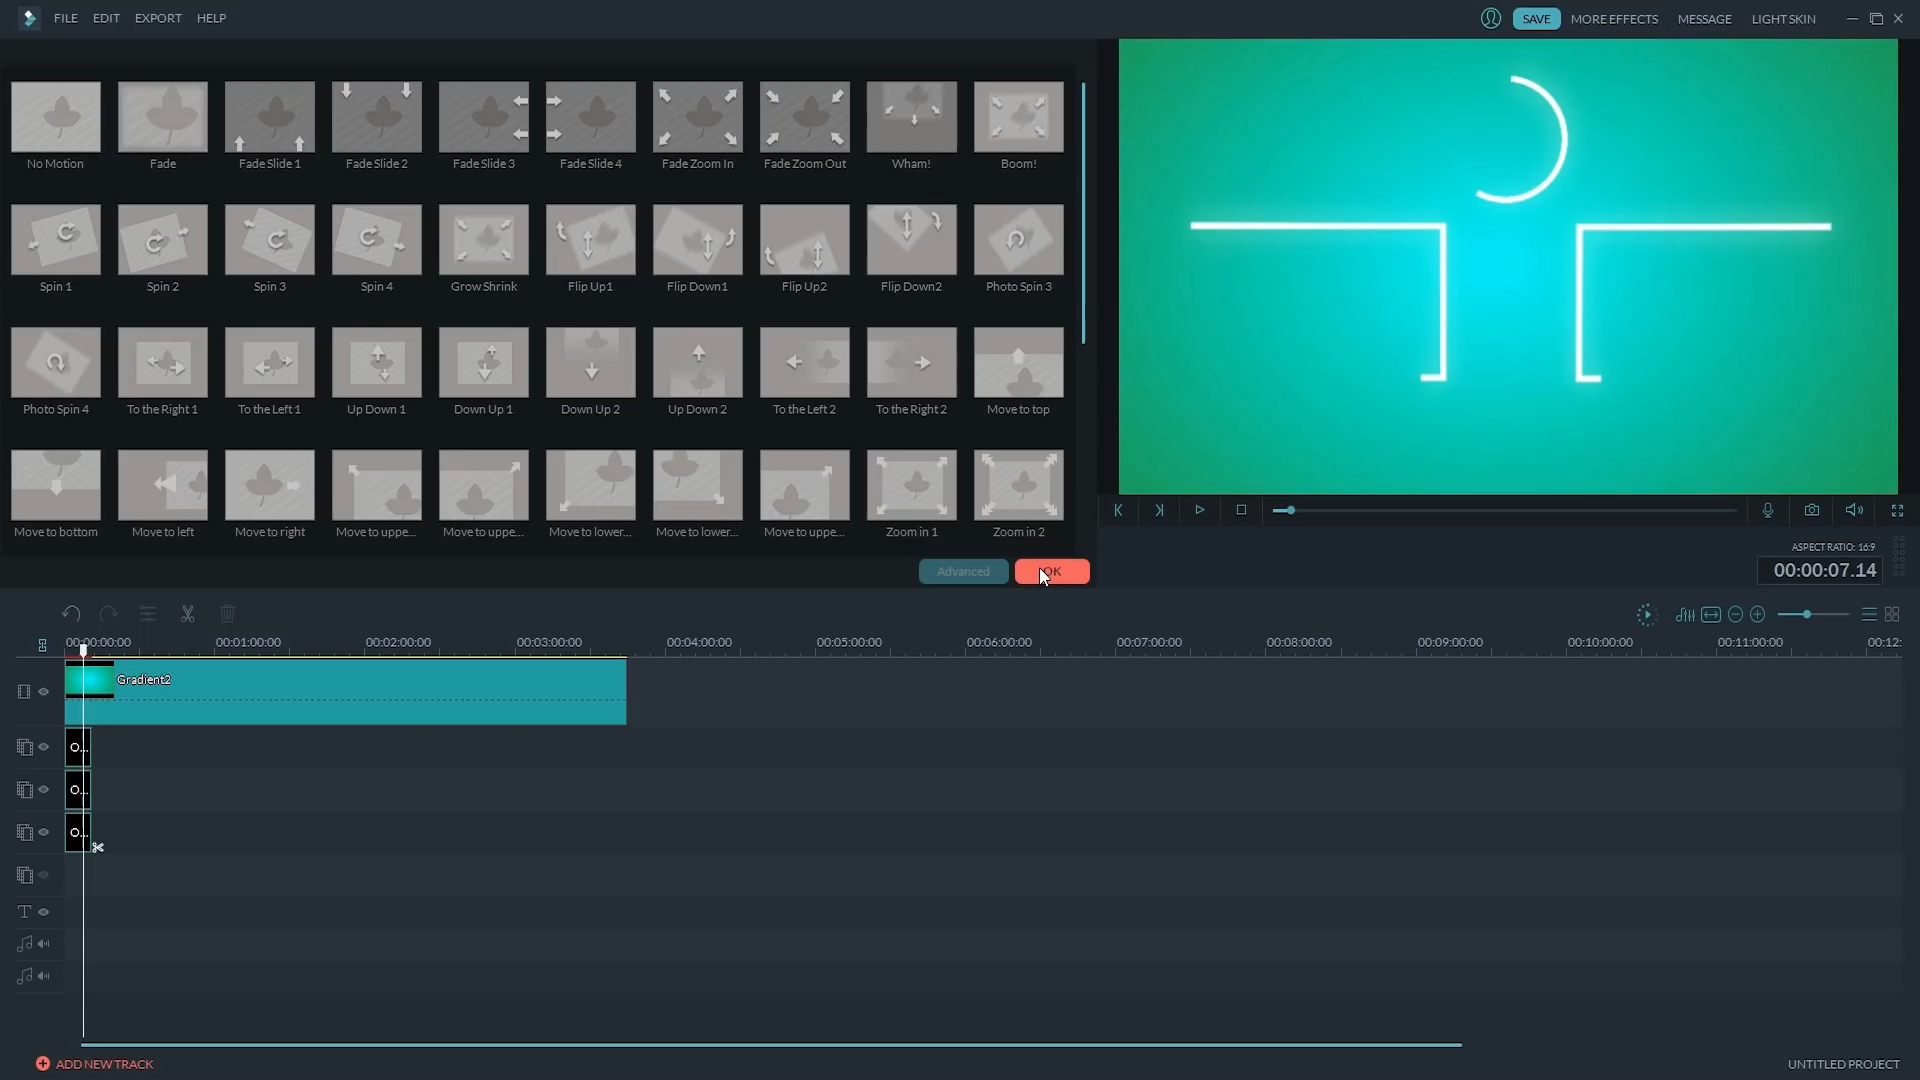 FILE EDIT EXPORT HELP SAVE MORE EFFECTS MESSAGE LIGHT SKIN
No Motion Fade Fade Slide 1 Fade Slide 2 Fade Slide 3 Fade Slide 4 Fade Zoom In Fade Zoom Out Wham! Boom!
Spin 1 Spin 2 Spin 3 Spin 4 Grow Shrink Flip Up1 Flip Down1 Flip Up2 Flip Down2 Photo Spin 3
Photo Spin 4 To the Right 1 To the Left 1 Up Down 1 Down Up 1 Down Up 2 Up Down 2 To the Left 2 To the Right 2 Move to top
Move to bottom Move to left Move to right Move to uppe... Move to uppe... Move to lower... Move to lower... Move to uppe... Zoom in 1 Zoom in 2
Advanced OK
ASPECT RATIO: 16:9
00:00:07.14
00:00:00:00 00:01:00:00 00:02:00:00 00:03:00:00 00:04:00:00 00:05:00:00 00:06:00:00 00:07:00:00 00:08:00:00 00:09:00:00 00:10:00:00 00:11:00:00 00:12:
Gradient2
O...
O...
O...
ADD NEW TRACK UNTITLED PROJECT